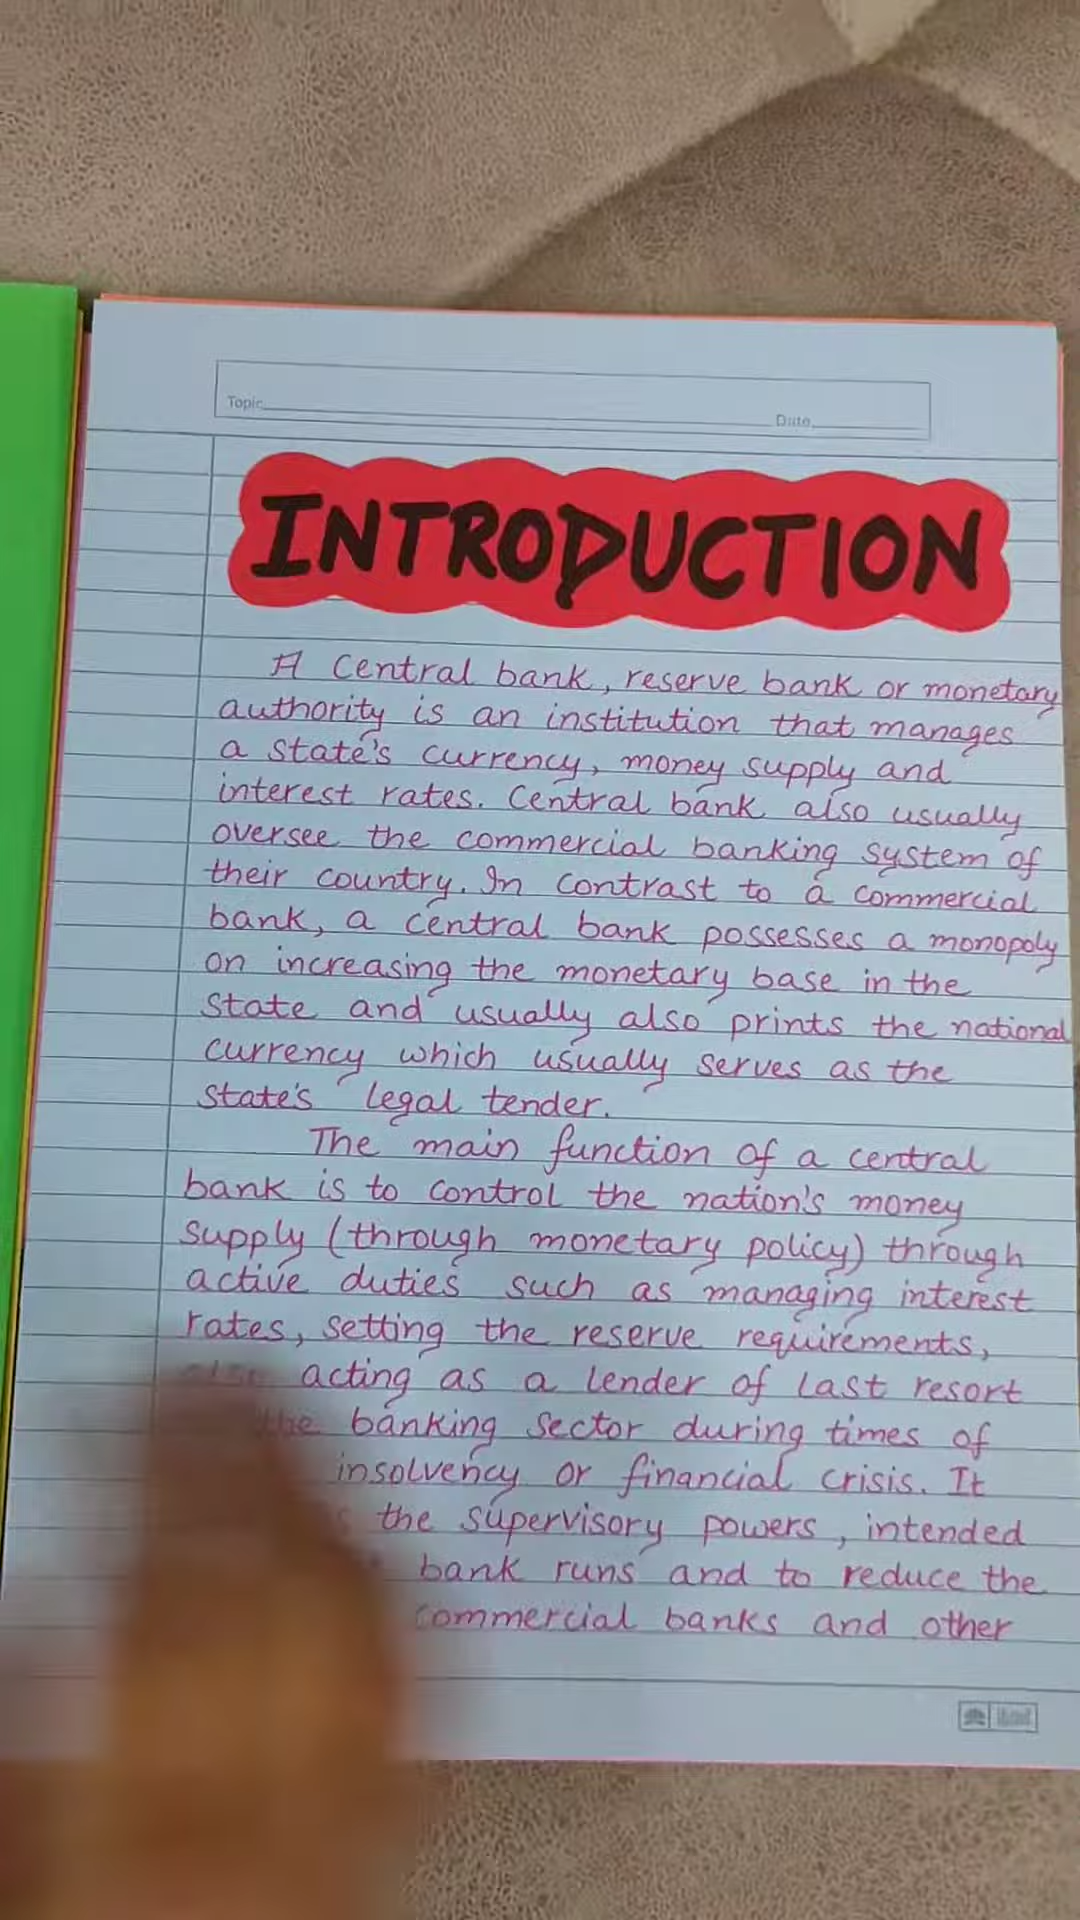 Topic
Date
INTRODUCTION
A central bank, reserve bank or monetary
authority is an institution that manages
a state's currency, money supply and
interest rates. Central bank also usually
oversee the commercial banking system of
their country. In contrast to a commercial
bank, a central bank possesses a monopoly
on increasing the monetary base in the
state and usually also prints the national
currency which usually serves as the
state's legal tender.
The main function of a central
bank is to control the nation's money
supply (through monetary policy) through
active duties such as managing interest
rates, setting the reserve requirements,
acting as a lender of last resort
the banking sector during times of
insolvency or financial crisis. It
the supervisory powers, intended
bank runs and to reduce the
commercial banks and other